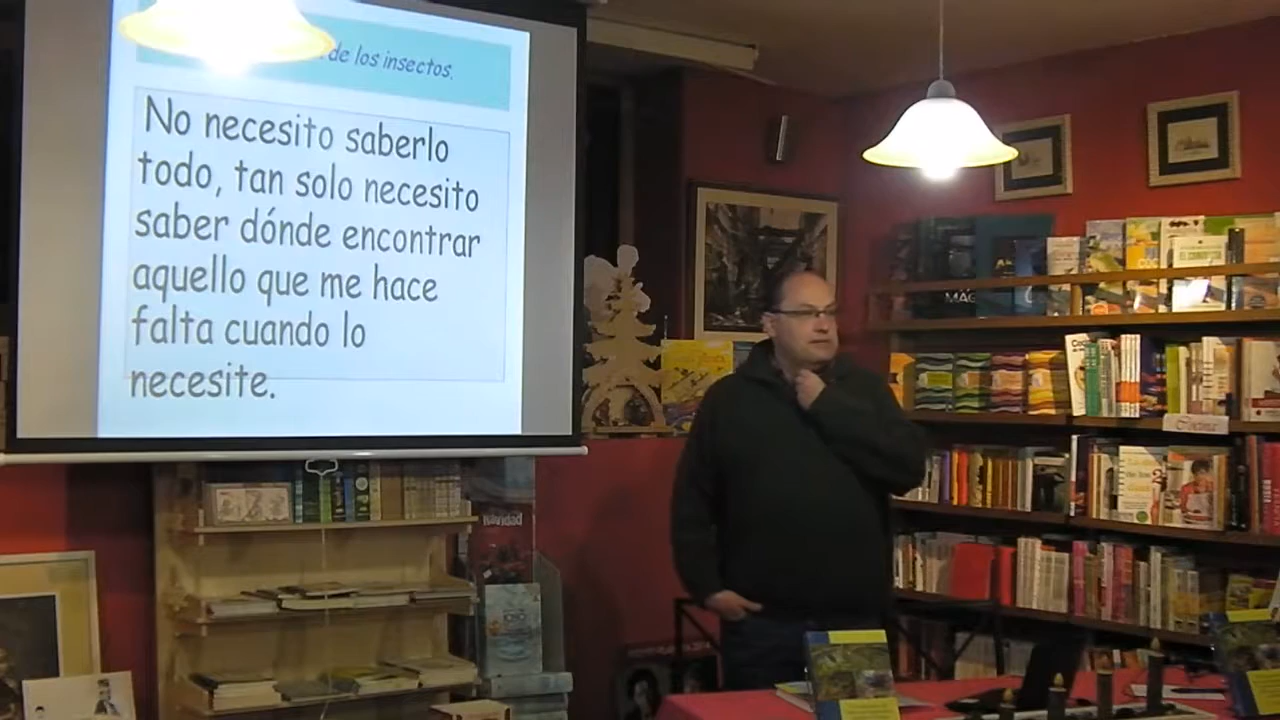 de los insectos.
No necesito saberlo
todo, tan solo necesito
saber dónde encontrar
aquello que me hace
falta cuando lo
necesite.
Navidad